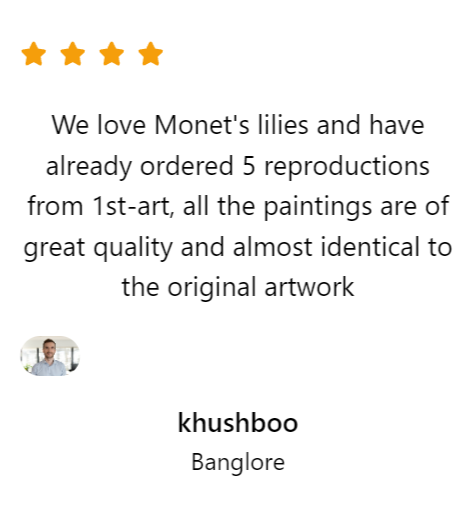 We love Monet's lilies and have
already ordered 5 reproductions
from 1st-art, all the paintings are of
great quality and almost identical to
the original artwork
khushboo
Banglore